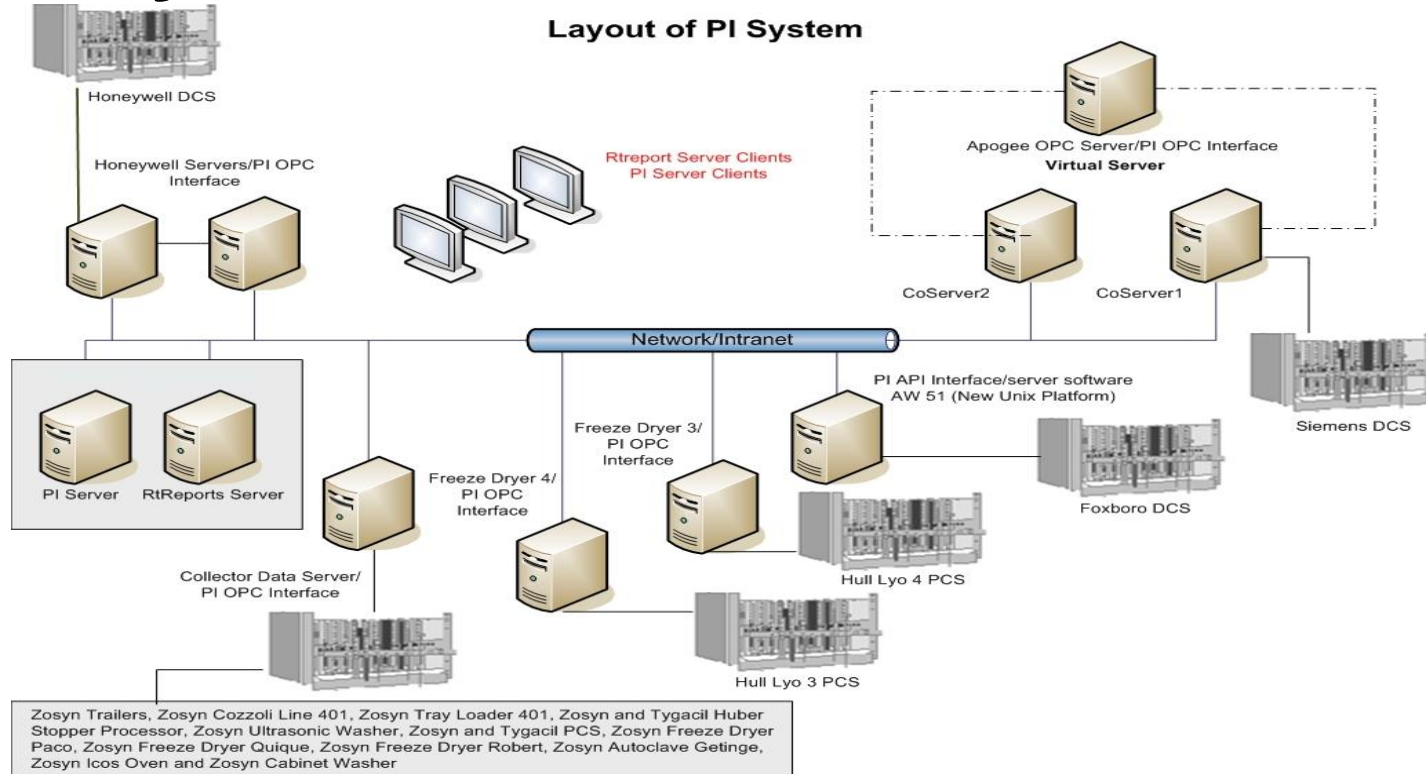 Layout of PI System
Honeywell DCS
Honeywell Servers/PI OPC
Interface
Rtreport Server Clients
PI Server Clients
Apogee OPC Server/PI OPC Interface
Virtual Server
CoServer2
CoServer1
Network/Intranet
Siemens DCS
PI API Interface/server software
AW 51 (New Unix Platform)
Foxboro DCS
PI Server
RtReports Server
Freeze Dryer 3/
PI OPC
Interface
Freeze Dryer 4/
PI OPC
Interface
Hull Lyo 4 PCS
Collector Data Server/
PI OPC Interface
Hull Lyo 3 PCS
Zosyn Trailers, Zosyn Cozzoli Line 401, Zosyn Tray Loader 401, Zosyn and Tygacil Huber
Stopper Processor, Zosyn Ultrasonic Washer, Zosyn and Tygacil PCS, Zosyn Freeze Dryer
Paco, Zosyn Freeze Dryer Quique, Zosyn Freeze Dryer Robert, Zosyn Autoclave Getinge,
Zosyn Icos Oven and Zosyn Cabinet Washer